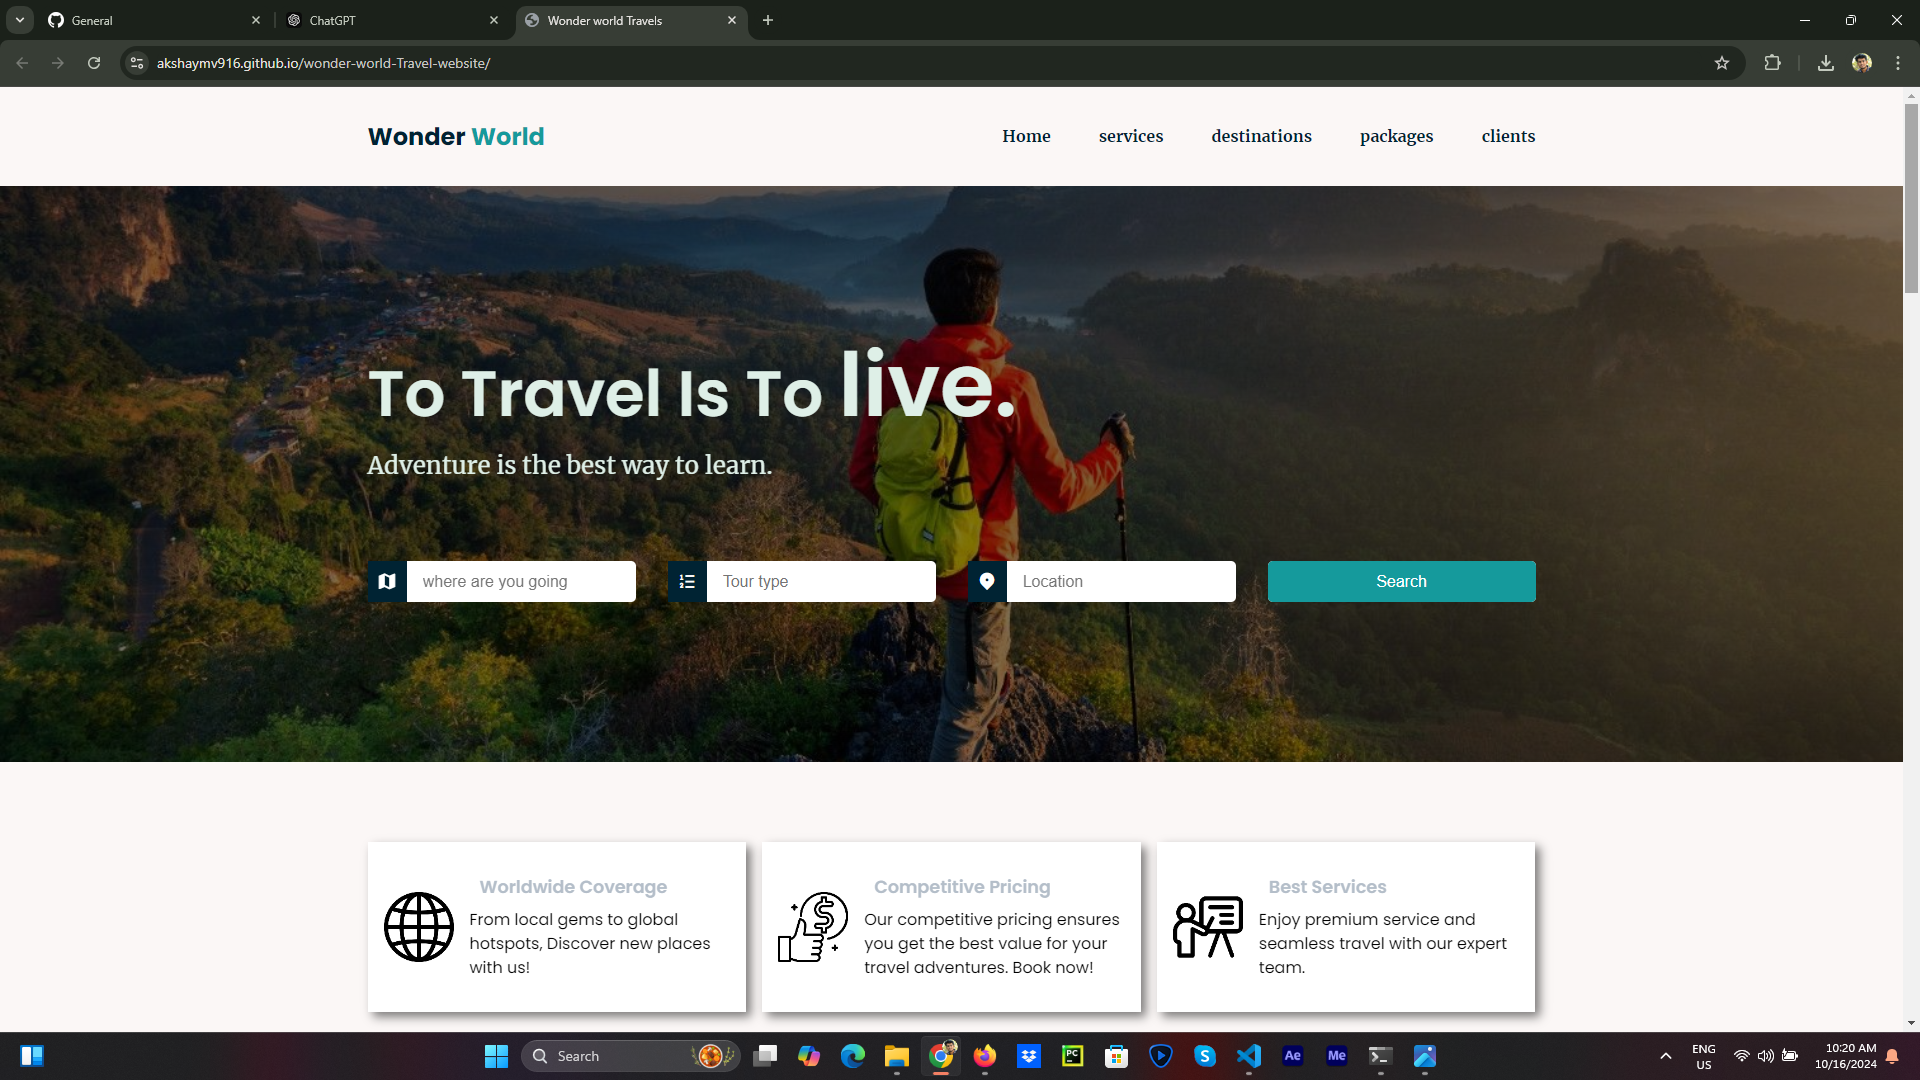 General
ChatGPT
Wonder world Travels
akshaymv916.github.io/wonder-world-Travel-website/
Wonder World
Home services destinations packages clients
To Travel Is To live.
Adventure is the best way to learn.
where are you going
Tour type
Location
Search
Worldwide Coverage
From local gems to global
hotspots, Discover new places
with us!
Competitive Pricing
Our competitive pricing ensures
you get the best value for your
travel adventures. Book now!
Best Services
Enjoy premium service and
seamless travel with our expert
team.
Search
PC
S
Ae
Me
ENG
US
10:20 AM
10/16/2024